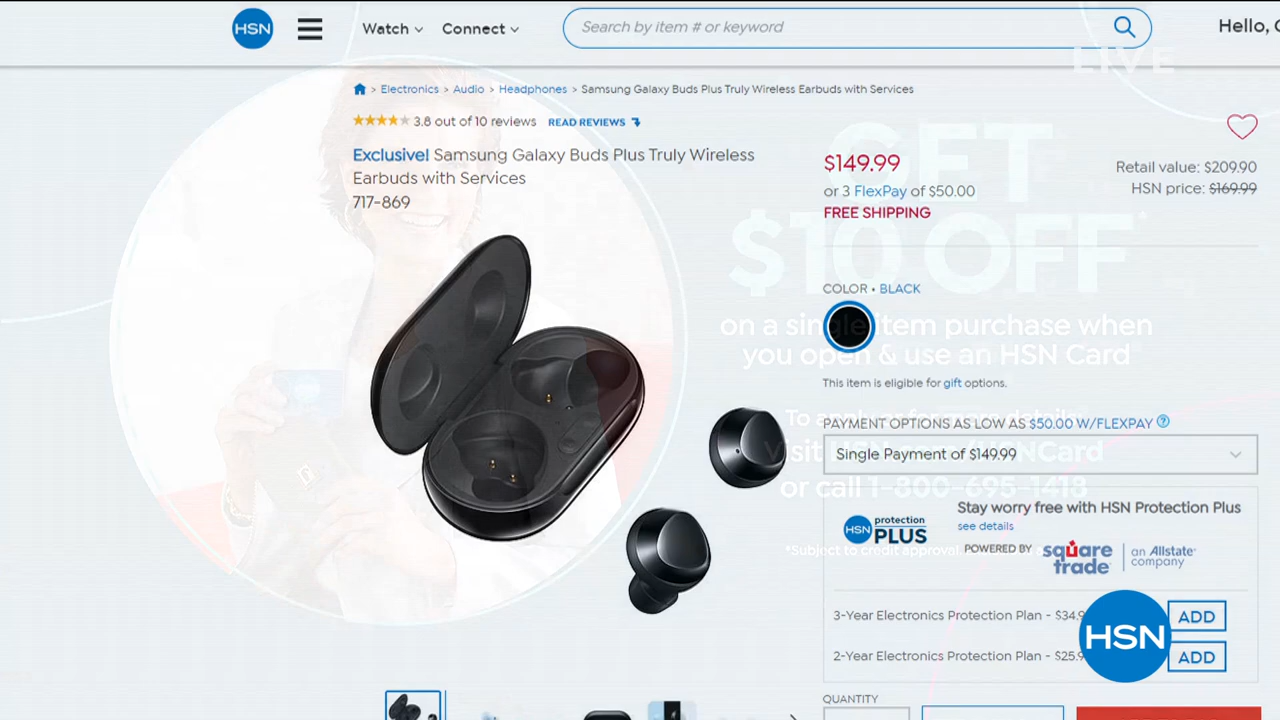 HSN
Watch
Connect
Search by item # or keyword
Hello,
LIVE
Electronics > Audio > Headphones > Samsung Galaxy Buds Plus Truly Wireless Earbuds with Services
3.8 out of 10 reviews READ REVIEWS
Exclusive! Samsung Galaxy Buds Plus Truly Wireless
Earbuds with Services
717-869
$149.99
or 3 FlexPay of $50.00
FREE SHIPPING
Retail value: $209.90
HSN price: $169.99
GET
$10 OFF*
on a single item purchase when
you open & use an HSN Card
COLOR • BLACK
This item is eligible for gift options.
PAYMENT OPTIONS AS LOW AS $50.00 W/FLEXPAY ?
Single Payment of $149.99
or call 1-800-695-1418
*Subject to credit approval.
Stay worry free with HSN Protection Plus
see details
HSN protection PLUS
POWERED BY square trade an Allstate company
3-Year Electronics Protection Plan - $34.9
ADD
2-Year Electronics Protection Plan - $25.9
ADD
HSN
QUANTITY